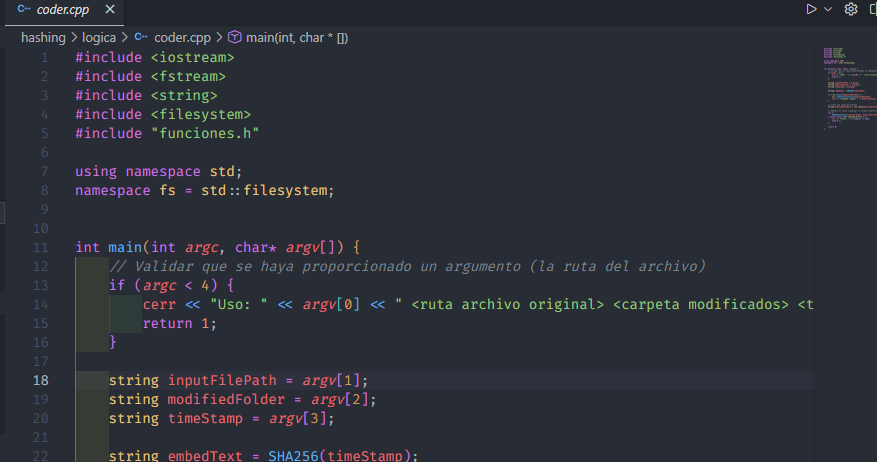 C++ coder.cpp ×
hashing > logica > C++ coder.cpp > main(int, char * [])
1 #include <iostream>
2 #include <fstream>
3 #include <string>
4 #include <filesystem>
5 #include "funciones.h"
6
7 using namespace std;
8 namespace fs = std::filesystem;
9
10
11 int main(int argc, char* argv[]) {
12 // Validar que se haya proporcionado un argumento (la ruta del archivo)
13 if (argc < 4) {
14 cerr << "Uso: " << argv[0] << " <ruta archivo original> <carpeta modificados> <t
15 return 1;
16 }
17
18 string inputFilePath = argv[1];
19 string modifiedFolder = argv[2];
20 string timeStamp = argv[3];
21
22 string embedText = SHA256(timeStamp);